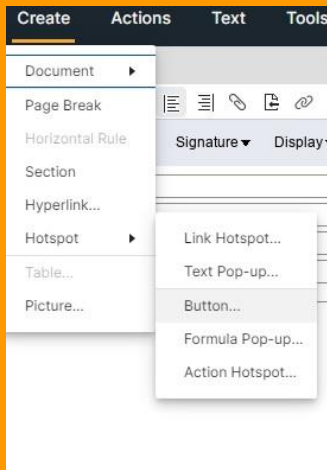 Create Actions Text Tools
Document
Page Break
Horizontal Rule
Signature Display
Section
Hyperlink...
Hotspot
Link Hotspot...
Table...
Text Pop-up...
Picture...
Button...
Formula Pop-up...
Action Hotspot...